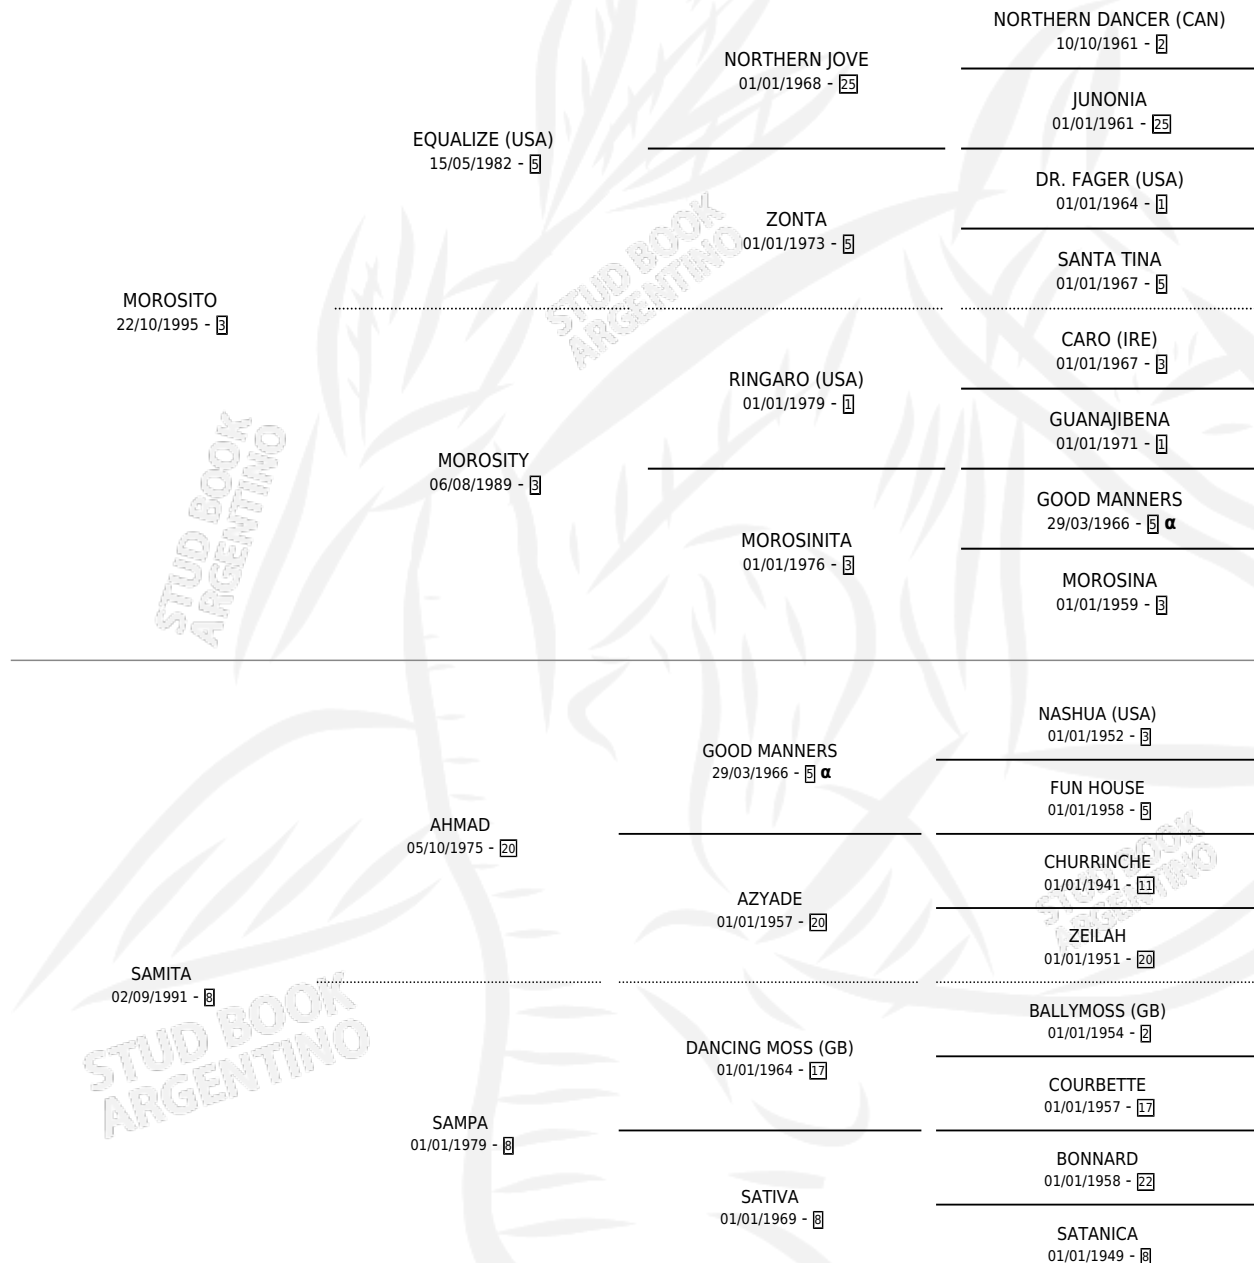 NORTHERN DANCER (CAN)
10/10/1961 - 2
NORTHERN JOVE
01/01/1968 - 25
JUNONIA
01/01/1961 - 25
EQUALIZE (USA)
15/05/1982 - 5
DR. FAGER (USA)
01/01/1964 - 1
ZONTA
01/01/1973 - 5
SANTA TINA
01/01/1967 - 5
MOROSITO
22/10/1995 - 3
CARO (IRE)
01/01/1967 - 3
RINGARO (USA)
01/01/1979 - 1
GUANAJIBENA
01/01/1971 - 1
MOROSITY
06/08/1989 - 3
GOOD MANNERS
29/03/1966 - 5 α
MOROSINITA
01/01/1976 - 3
MOROSINA
01/01/1959 - 3
NASHUA (USA)
01/01/1952 - 3
GOOD MANNERS
29/03/1966 - 5 α
FUN HOUSE
01/01/1958 - 5
AHMAD
05/10/1975 - 20
CHURRINCHE
01/01/1941 - 11
AZYADE
01/01/1957 - 20
ZEILAH
01/01/1951 - 20
SAMITA
02/09/1991 - 8
BALLYMOSS (GB)
01/01/1954 - 2
DANCING MOSS (GB)
01/01/1964 - 17
COURBETTE
01/01/1957 - 17
SAMPA
01/01/1979 - 8
BONNARD
01/01/1958 - 22
SATIVA
01/01/1969 - 8
SATANICA
01/01/1949 - 8
STUD BOOK
ARGENTINO
STUD BOOK
ARGENTINO
STUD BOOK
ARGENTINO
STUD BOOK
ARGENTINO